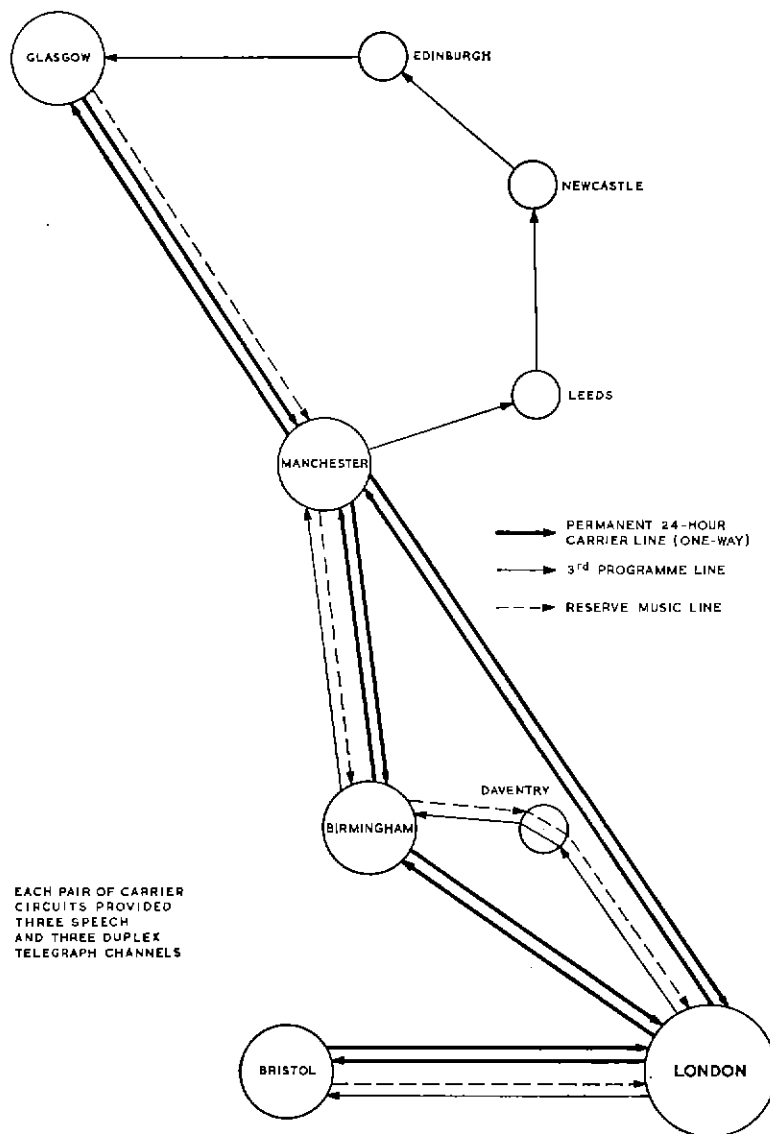 GLASGOW
EDINBURGH
NEWCASTLE
LEEDS
MANCHESTER
PERMANENT 24-HOUR
CARRIER LINE (ONE-WAY)
3rd PROGRAMME LINE
RESERVE MUSIC LINE
DAVENTRY
BIRMINGHAM
EACH PAIR OF CARRIER
CIRCUITS PROVIDED
THREE SPEECH
AND THREE DUPLEX
TELEGRAPH CHANNELS
BRISTOL
LONDON